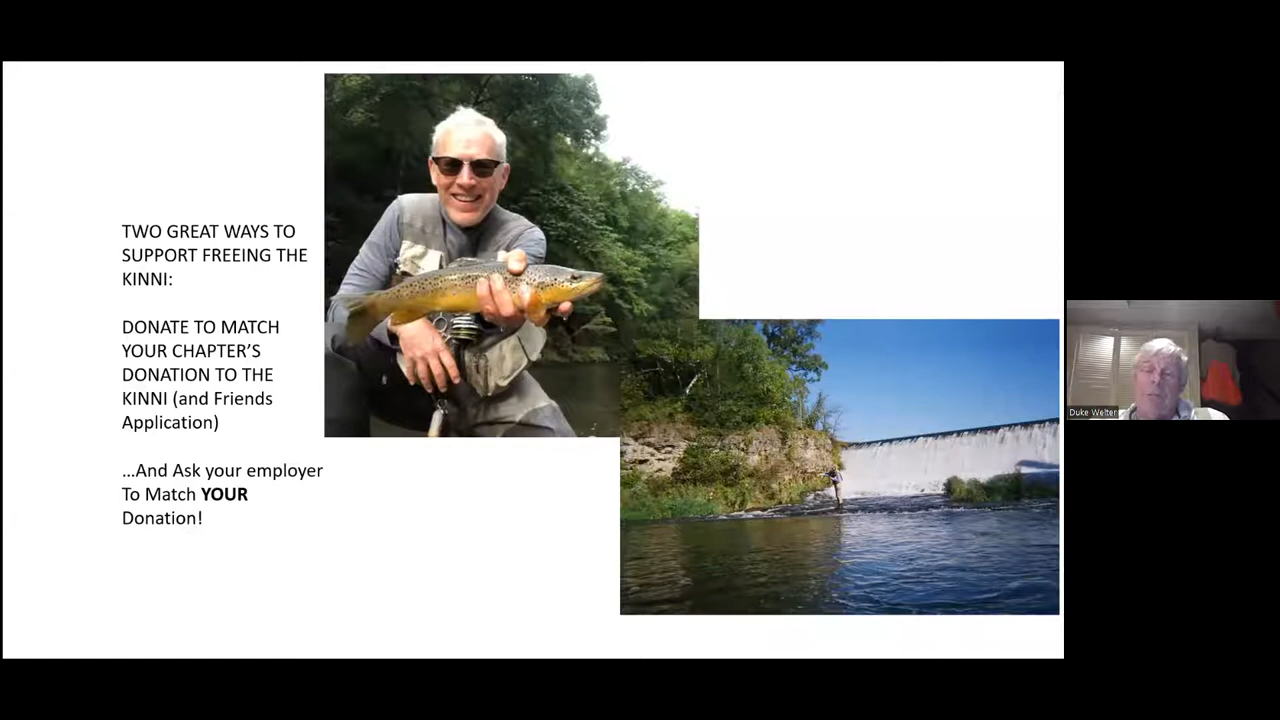 TWO GREAT WAYS TO
SUPPORT FREEING THE
KINNI:
DONATE TO MATCH
YOUR CHAPTER'S
DONATION TO THE
KINNI (and Friends
Application)
…And Ask your employer
To Match YOUR
Donation!
Duke Welter